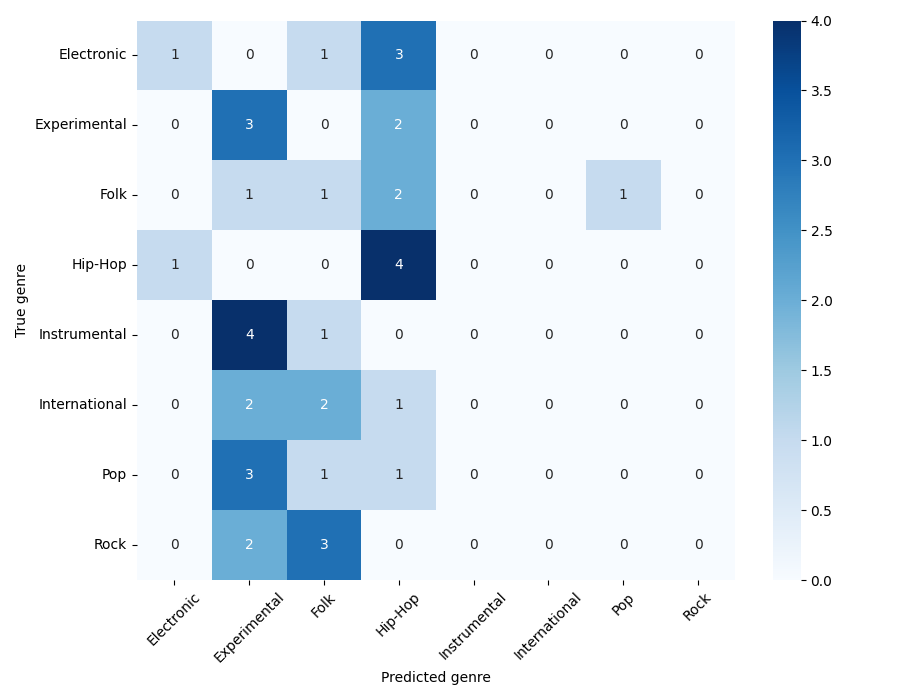 Electronic 1 0 1 3 0 0 0 0
Experimental 0 3 0 2 0 0 0 0
Folk 0 1 1 2 0 0 1 0
Hip-Hop 1 0 0 4 0 0 0 0
Instrumental 0 4 1 0 0 0 0 0
International 0 2 2 1 0 0 0 0
Pop 0 3 1 1 0 0 0 0
Rock 0 2 3 0 0 0 0 0
True genre
Electronic Experimental Folk Hip-Hop Instrumental International Pop Rock
Predicted genre
4.0
3.5
3.0
2.5
2.0
1.5
1.0
0.5
0.0